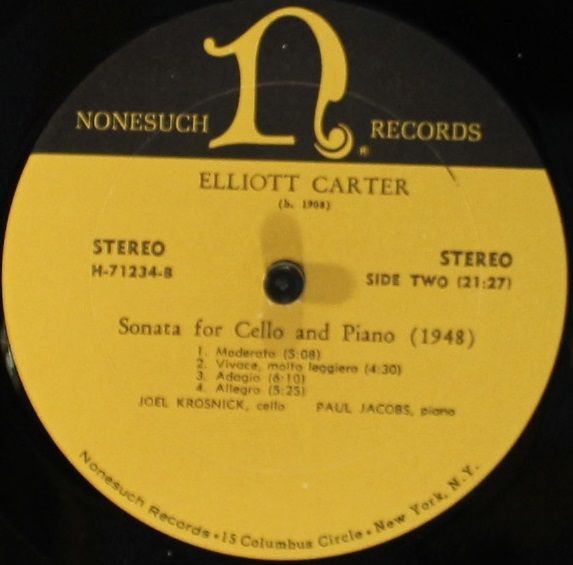 n
NONESUCH RECORDS
®
ELLIOTT CARTER
(b. 1908)
STEREO
H-71234-B
STEREO
SIDE TWO (21:27)
Sonata for Cello and Piano (1948)
1. Moderato (5:08)
2. Vivace, molto leggiero (4:30)
3. Adagio (6:10)
4. Allegro (5:25)
JOEL KROSNICK, cello PAUL JACOBS, piano
Nonesuch Records • 15 Columbus Circle • New York, N.Y.